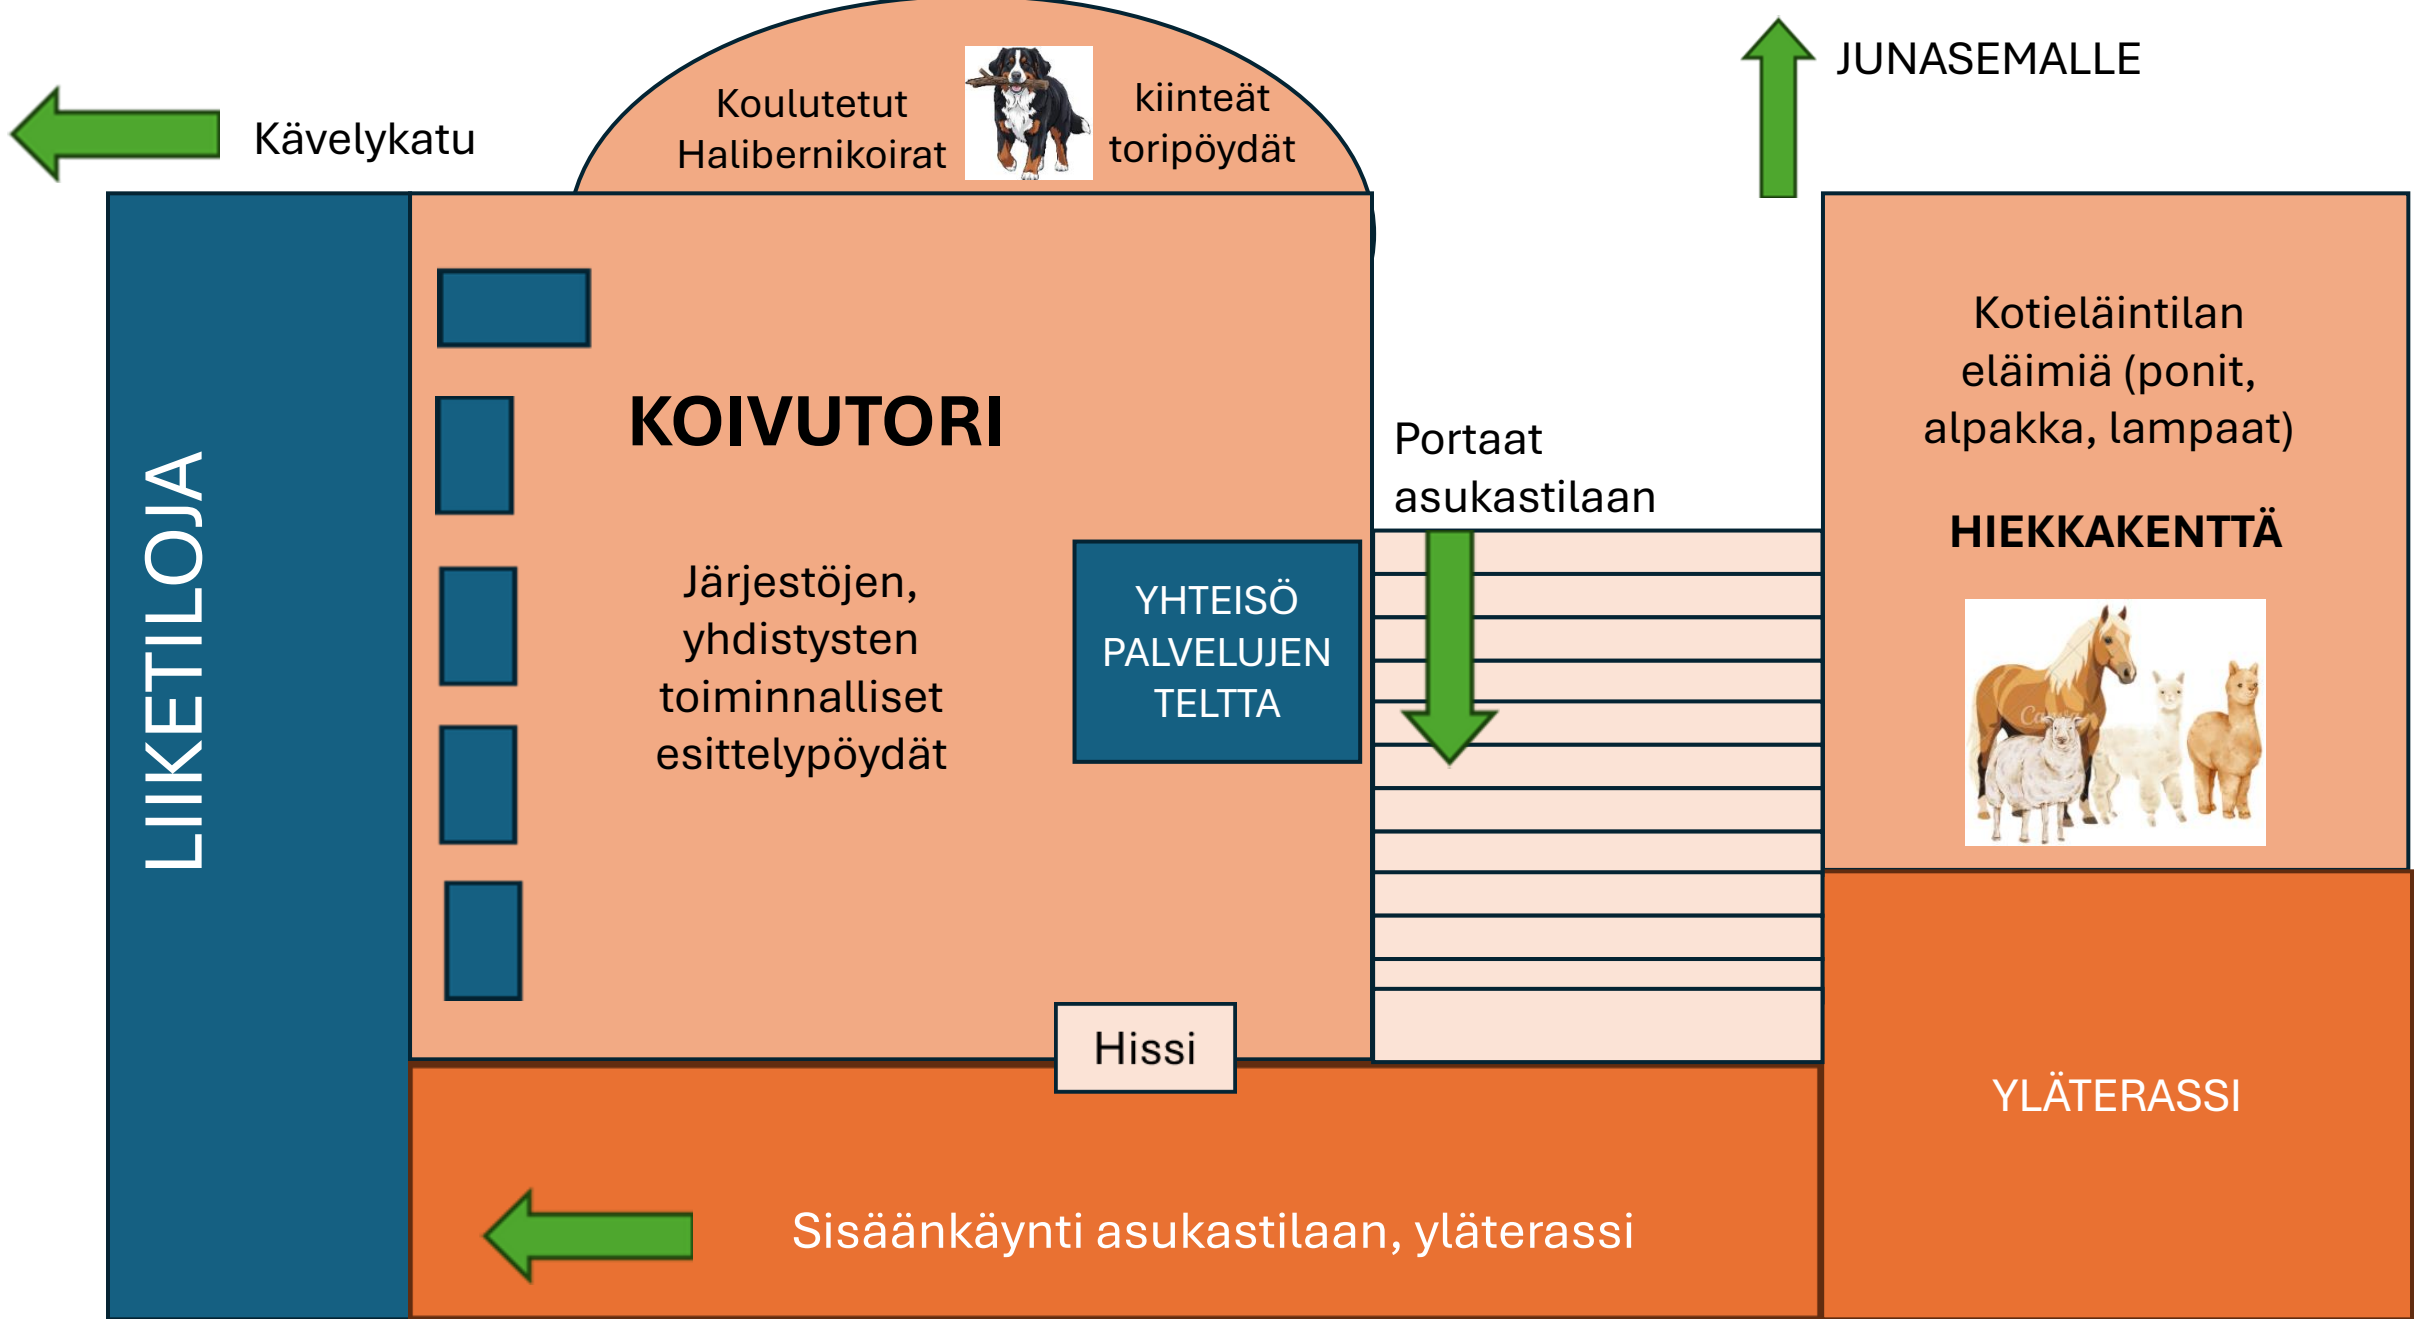 JUNASEMALLE
Kävelykatu
Koulutetut
Halibernikoirat
kiinteät
toripöydät
LIIKETILOJA
KOIVUTORI
Järjestöjen,
yhdistysten
toiminnalliset
esittelypöydät
YHTEISÖ
PALVELUJEN
TELTTA
Portaat
asukastilaan
Kotieläintilan
eläimiä (ponit,
alpakka, lampaat)
HIEKKAKENTTÄ
Hissi
YLÄTERASSI
Sisäänkäynti asukastilaan, yläterassi